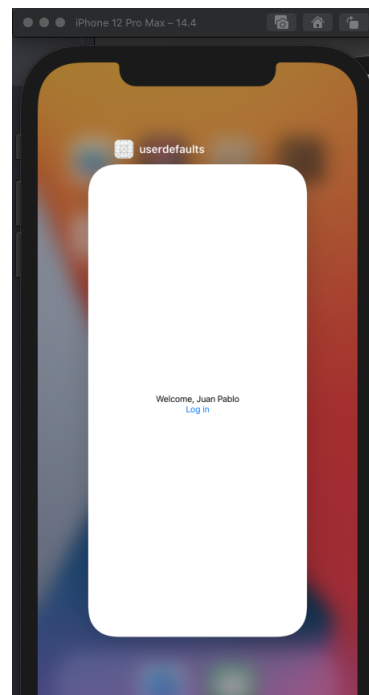 iPhone 12 Pro Max – 14.4
userdefaults
Welcome, Juan Pablo
Log in